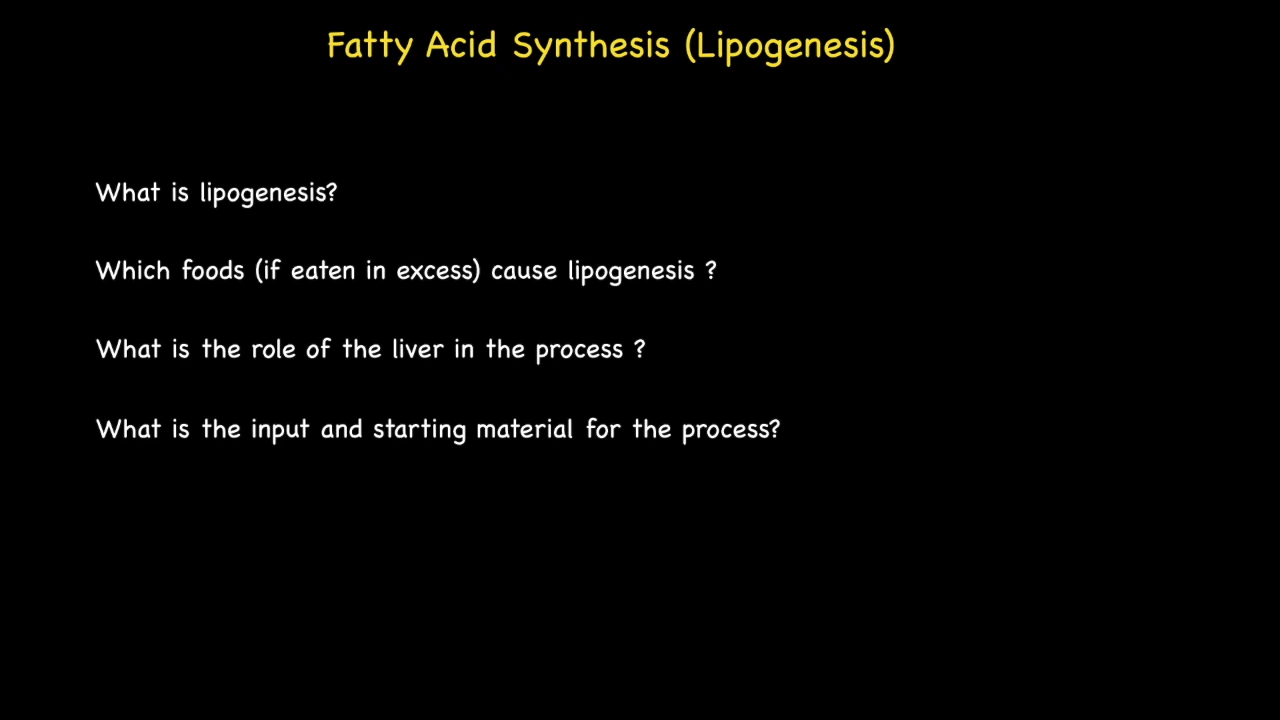 Fatty Acid Synthesis (Lipogenesis)
What is lipogenesis?
Which foods (if eaten in excess) cause lipogenesis ?
What is the role of the liver in the process ?
What is the input and starting material for the process?